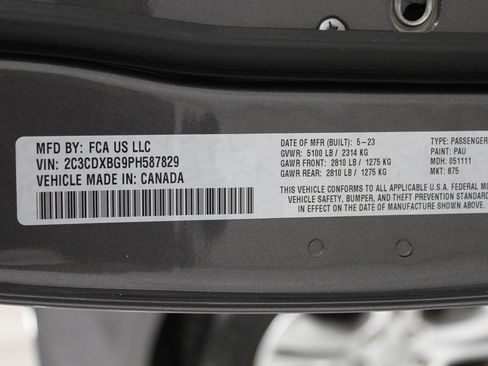 MFD BY: FCA US LLC
VIN: 2C3CDXBG9PH587829
VEHICLE MADE IN: CANADA
DATE OF MFR (BUILT): 5-23
GVWR: 5100 LB / 2314 KG
GAWR FRONT: 2810 LB / 1275 KG
GAWR REAR: 2810 LB / 1275 KG
TYPE: PASSENGER
PAINT: PAU
MDH: 051111
MKT: 875
THIS VEHICLE CONFORMS TO ALL APPLICABLE U.S.A. FEDERAL MO
VEHICLE SAFETY, BUMPER, AND THEFT PREVENTION STANDARD
IN EFFECT ON THE DATE OF MANUFACTURE SHOWN ABOVE.